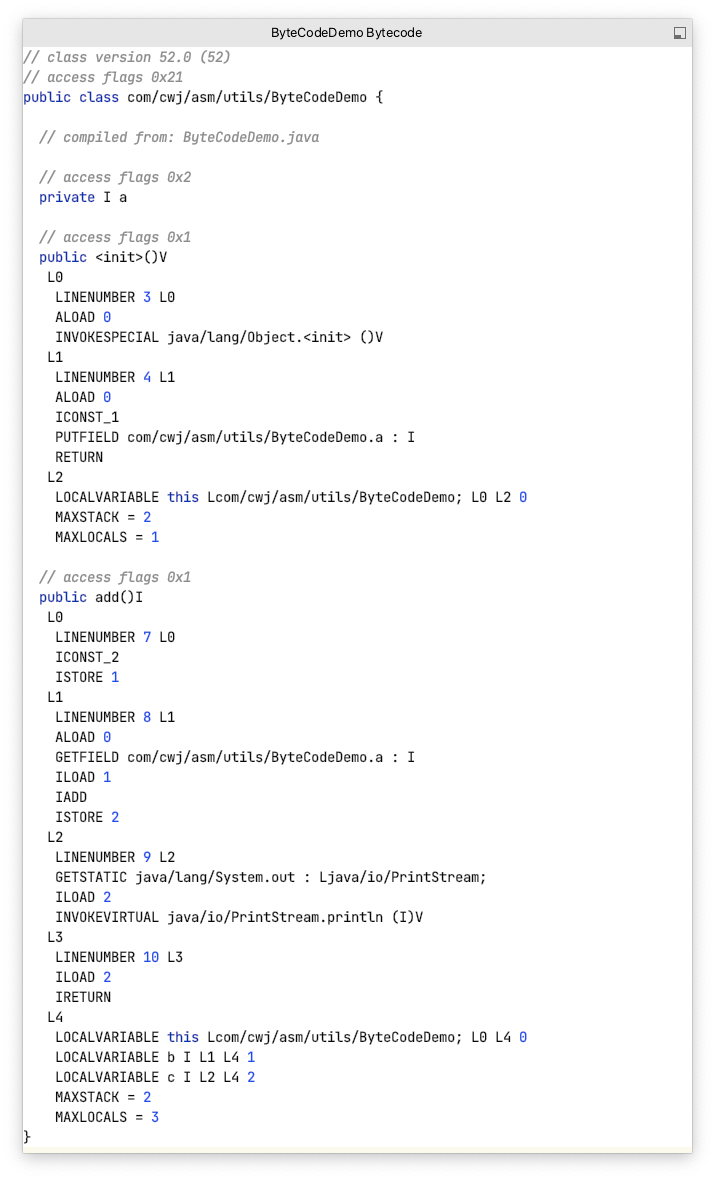 ByteCodeDemo Bytecode
// class version 52.0 (52)
// access flags 0x21
public class com/cwj/asm/utils/ByteCodeDemo {
// compiled from: ByteCodeDemo.java
// access flags 0x2
private I a
// access flags 0x1
public <init>()V
L0
LINENUMBER 3 L0
ALOAD 0
INVOKESPECIAL java/lang/Object.<init> ()V
L1
LINENUMBER 4 L1
ALOAD 0
ICONST_1
PUTFIELD com/cwj/asm/utils/ByteCodeDemo.a : I
RETURN
L2
LOCALVARIABLE this Lcom/cwj/asm/utils/ByteCodeDemo; L0 L2 0
MAXSTACK = 2
MAXLOCALS = 1
// access flags 0x1
public add()I
L0
LINENUMBER 7 L0
ICONST_2
ISTORE 1
L1
LINENUMBER 8 L1
ALOAD 0
GETFIELD com/cwj/asm/utils/ByteCodeDemo.a : I
ILOAD 1
IADD
ISTORE 2
L2
LINENUMBER 9 L2
GETSTATIC java/lang/System.out : Ljava/io/PrintStream;
ILOAD 2
INVOKEVIRTUAL java/io/PrintStream.println (I)V
L3
LINENUMBER 10 L3
ILOAD 2
IRETURN
L4
LOCALVARIABLE this Lcom/cwj/asm/utils/ByteCodeDemo; L0 L4 0
LOCALVARIABLE b I L1 L4 1
LOCALVARIABLE c I L2 L4 2
MAXSTACK = 2
MAXLOCALS = 3
}